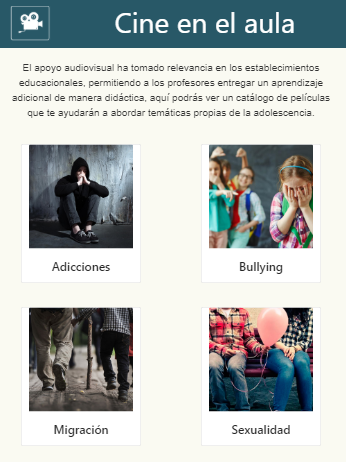 Cine en el aula
El apoyo audiovisual ha tomado relevancia en los establecimientos
educacionales, permitiendo a los profesores entregar un aprendizaje
adicional de manera didáctica, aquí podrás ver un catálogo de películas
que te ayudarán a abordar temáticas propias de la adolescencia.
Adicciones
Bullying
Migración
Sexualidad